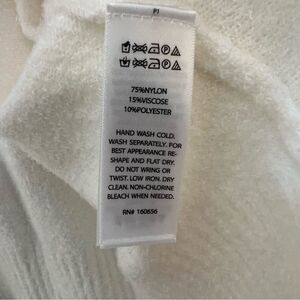 75%NYLON
15%VISCOSE
10%POLYESTER
HAND WASH COLD.
WASH SEPARATELY. FOR
BEST APPEARANCE RE-
SHAPE AND FLAT DRY.
DO NOT WRING OR
TWIST. LOW IRON. DRY
CLEAN. NON-CHLORINE
BLEACH WHEN NEEDED.
RN# 160656